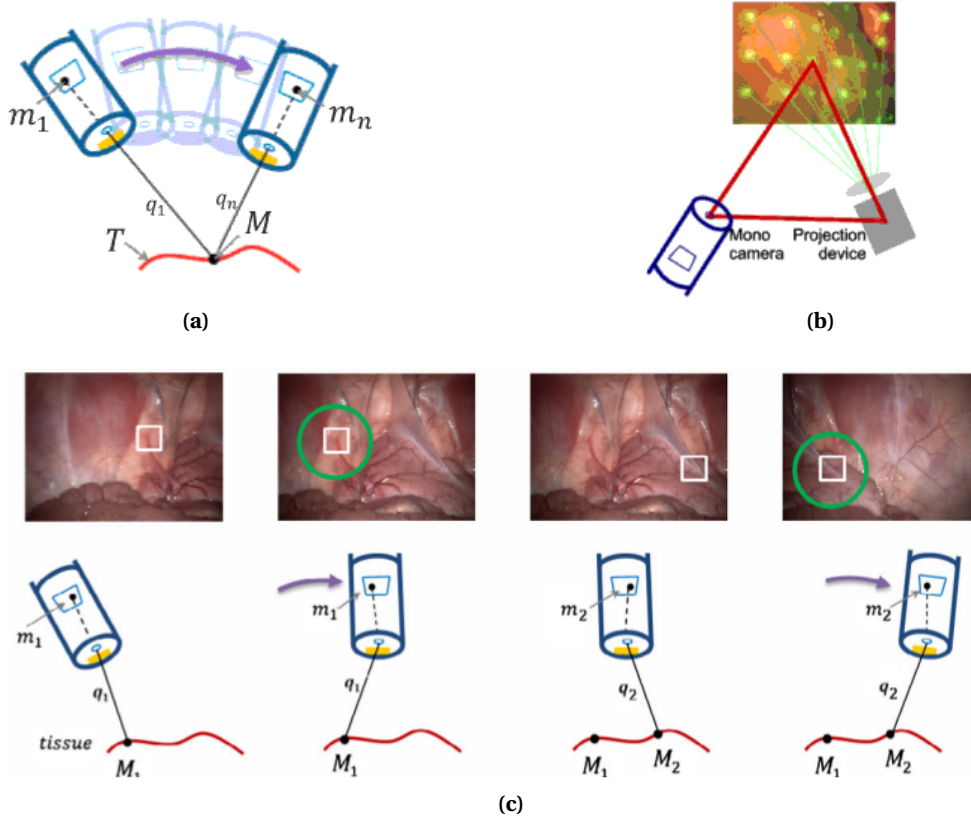 m₁
mₙ
q₁
qₙ
M
T
(a)
Mono
camera
Projection
device
(b)
m₁
m₁
m₂
m₂
q₁
q₁
q₂
q₂
tissue
M₁
M₁
M₁
M₂
M₁
M₂
(c)